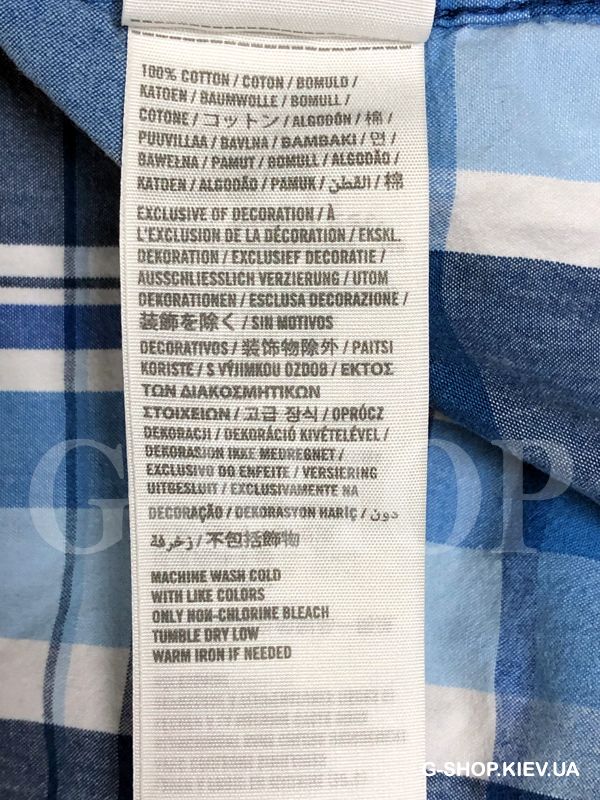 100% COTTON / COTON / BOMULD /
KATOEN / BAUMWOLLE / BOMULL /
COTONE / コットン / ALGODÓN / 棉 /
PUUVILLAA / BAVLNA / ΒΑΜΒΑΚΙ / 면 /
BAWEŁNA / PAMUT / BOMULL / ALGODÃO /
KATOEN / ALGODÃO / PAMUK / القطن / 棉
EXCLUSIVE OF DECORATION / À
L'EXCLUSION DE LA DÉCORATION / EKSKL.
DEKORATION / EXCLUSIEF DECORATIE /
AUSSCHLIESSLICH VERZIERUNG / UTOM
DEKORATIONEN / ESCLUSA DECORAZIONE /
装飾を除く / SIN MOTIVOS
DECORATIVOS / 装饰物除外 / PAITSI
KORISTE / S VÝJIMKOU OZDOB / ΕΚΤΟΣ
ΤΩΝ ΔΙΑΚΟΣΜΗΤΙΚΩΝ
ΣΤΟΙΧΕΙΩΝ / 고급 장식 / OPRÓCZ
DEKORACJI / DEKORÁCIÓ KIVÉTELÉVEL /
DEKORASJON IKKE MEDREGNET /
EXCLUSIVO DO ENFEITE / VERSIERING
UITGESLUIT / EXCLUSIVAMENTE NA
DECORAÇÃO / DEKORASYON HARİÇ / دون
زخرفة / 不包括飾物
MACHINE WASH COLD
WITH LIKE COLORS
ONLY NON-CHLORINE BLEACH
TUMBLE DRY LOW
WARM IRON IF NEEDED
G-SHOP.KIEV.UA